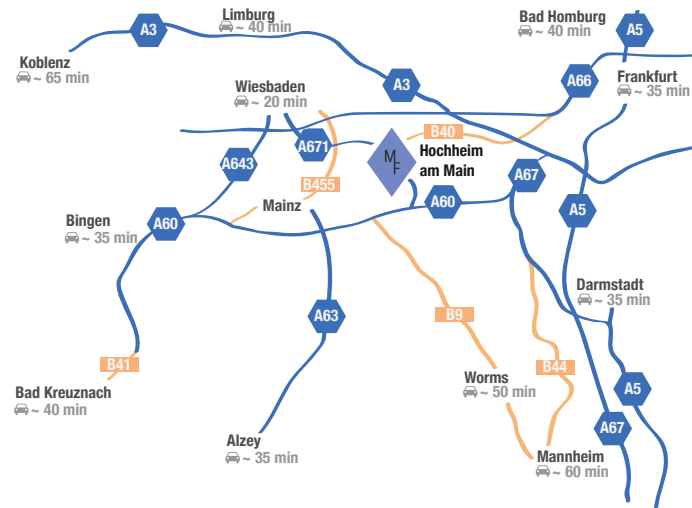 Limburg
~ 40 min
A3
Koblenz
~ 65 min
Bad Homburg
~ 40 min
A5
A66
Frankfurt
~ 35 min
A3
Wiesbaden
~ 20 min
A671
B40
MF
Hochheim
am Main
A643
B455
A67
Mainz
A60
A5
Bingen
~ 35 min
A60
Darmstadt
~ 35 min
A63
B9
B41
B44
Bad Kreuznach
~ 40 min
Worms
~ 50 min
A5
A67
Alzey
~ 35 min
Mannheim
~ 60 min